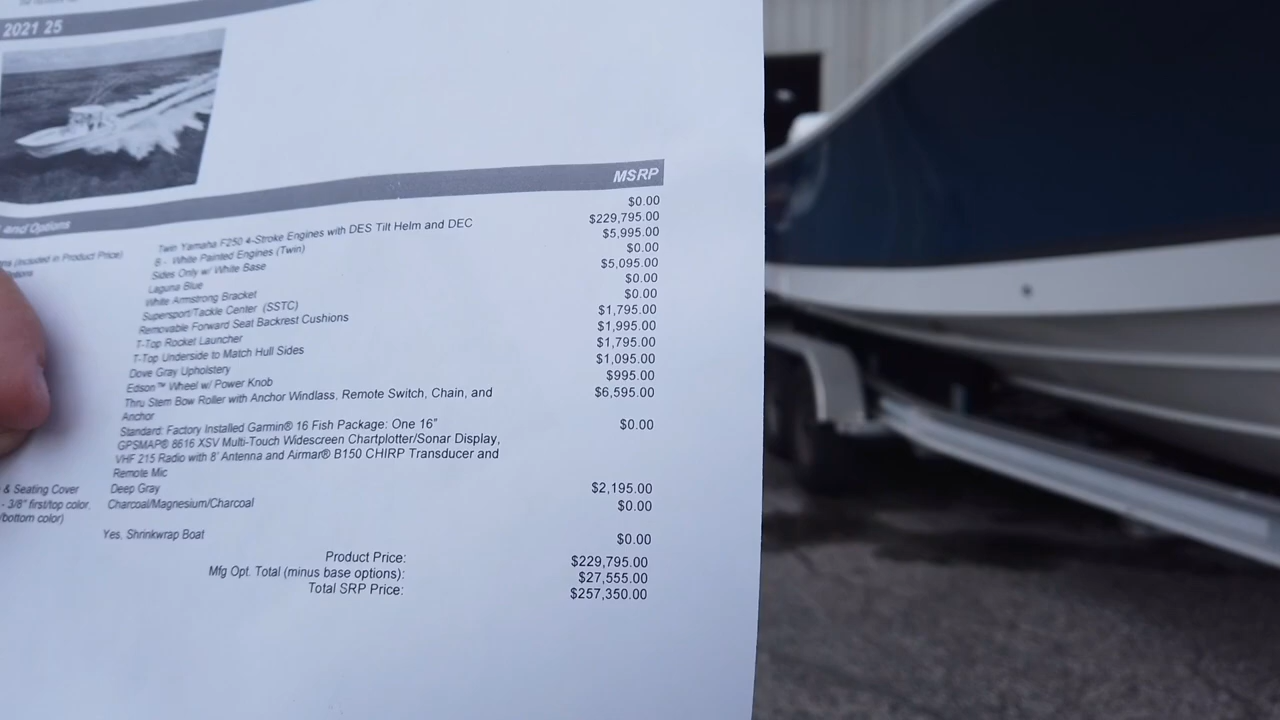 2021 25
MSRP
$0.00
and Options
Twin Yamaha F250 4-Stroke Engines with DES Tilt Helm and DEC $229,795.00
(included in Product Price) 8 - White Painted Engines (Twin) $5,995.00
Sides Only w/ White Base $0.00
Laguna Blue $5,095.00
White Armstrong Bracket $0.00
Supersport/Tackle Center (SSTC) $0.00
Removable Forward Seat Backrest Cushions $1,795.00
T-Top Rocket Launcher $1,995.00
T-Top Underside to Match Hull Sides $1,795.00
Dove Gray Upholstery $1,095.00
Edson™ Wheel w/ Power Knob $995.00
Thru Stem Bow Roller with Anchor Windlass, Remote Switch, Chain, and $6,595.00
Anchor
Standard: Factory Installed Garmin® 16 Fish Package: One 16" $0.00
GPSMAP® 8616 XSV Multi-Touch Widescreen Chartplotter/Sonar Display,
VHF 215 Radio with 8' Antenna and Airmar® B150 CHIRP Transducer and
Remote Mic
& Seating Cover Deep Gray $2,195.00
- 3/8" first/top color, Charcoal/Magnesium/Charcoal $0.00
/bottom color)
Yes, Shrinkwrap Boat $0.00
Product Price: $229,795.00
Mfg Opt. Total (minus base options): $27,555.00
Total SRP Price: $257,350.00